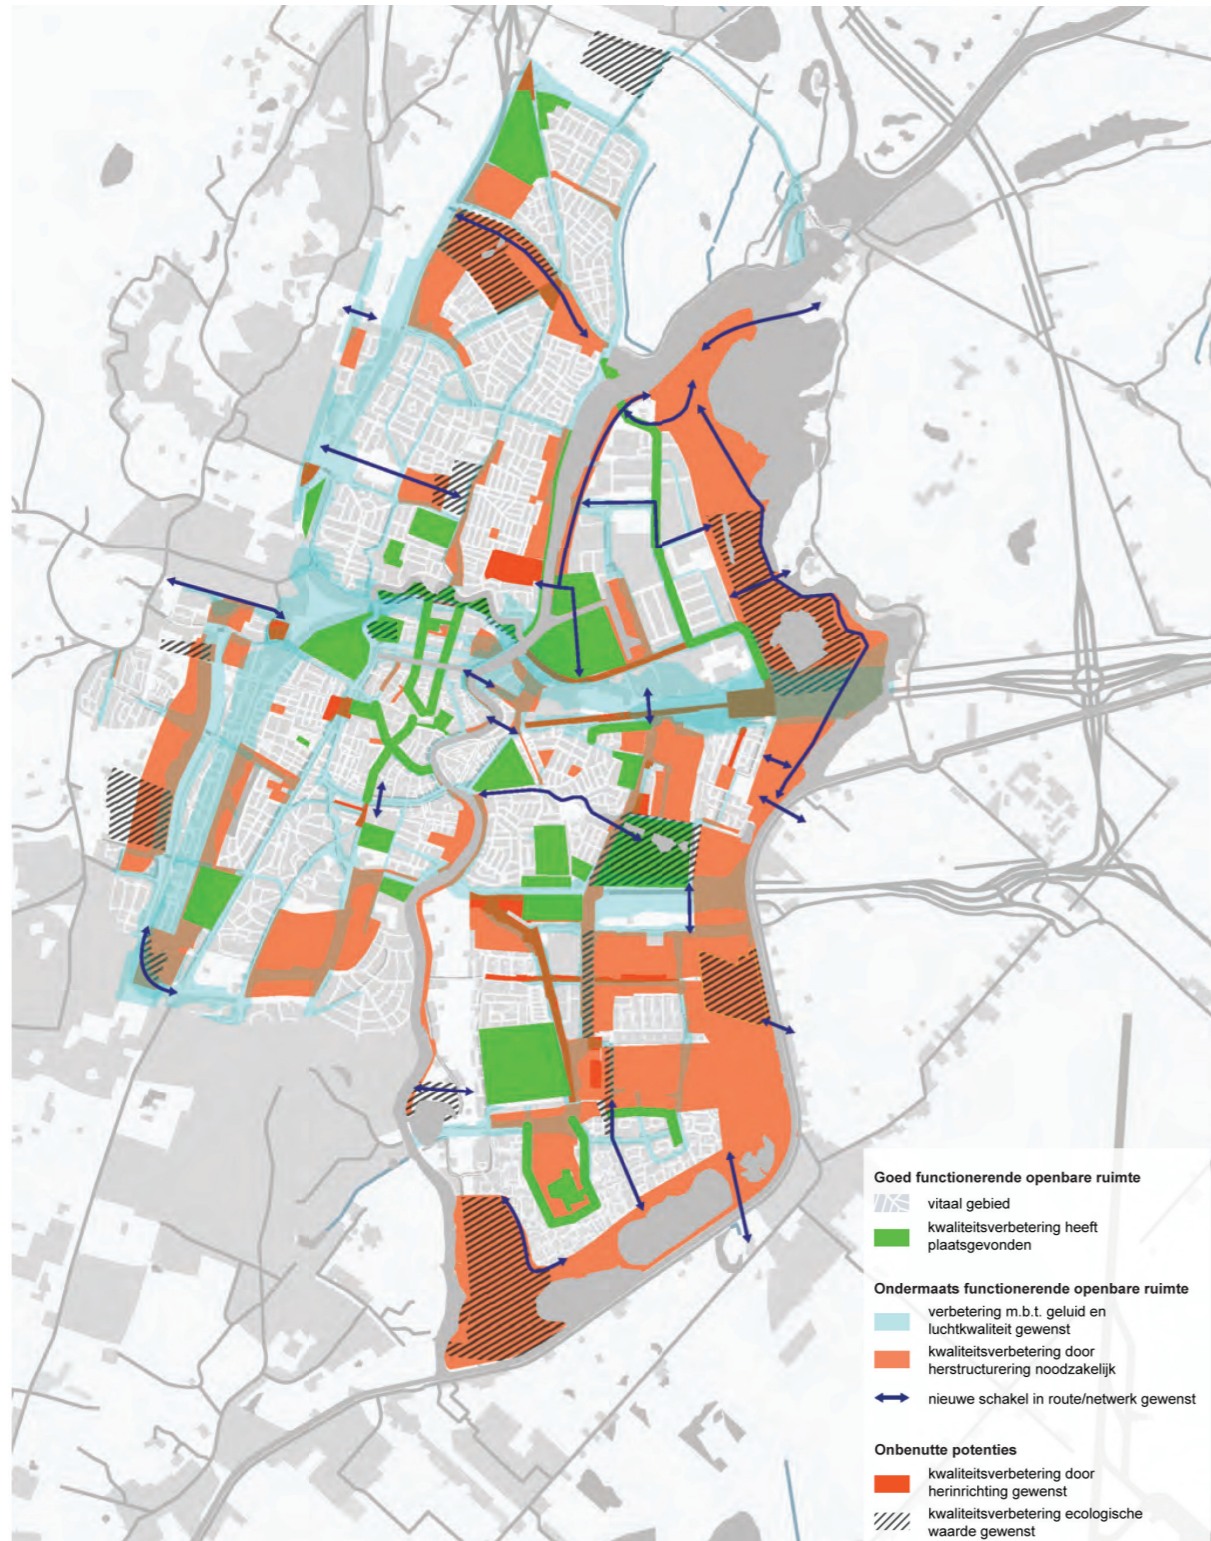 Goed functionerende openbare ruimte
vitaal gebied
kwaliteitsverbetering heeft
plaatsgevonden
Ondermaats functionerende openbare ruimte
verbetering m.b.t. geluid en
luchtkwaliteit gewenst
kwaliteitsverbetering door
herstructurering noodzakelijk
nieuwe schakel in route/netwerk gewenst
Onbenutte potenties
kwaliteitsverbetering door
herinrichting gewenst
kwaliteitsverbetering ecologische
waarde gewenst